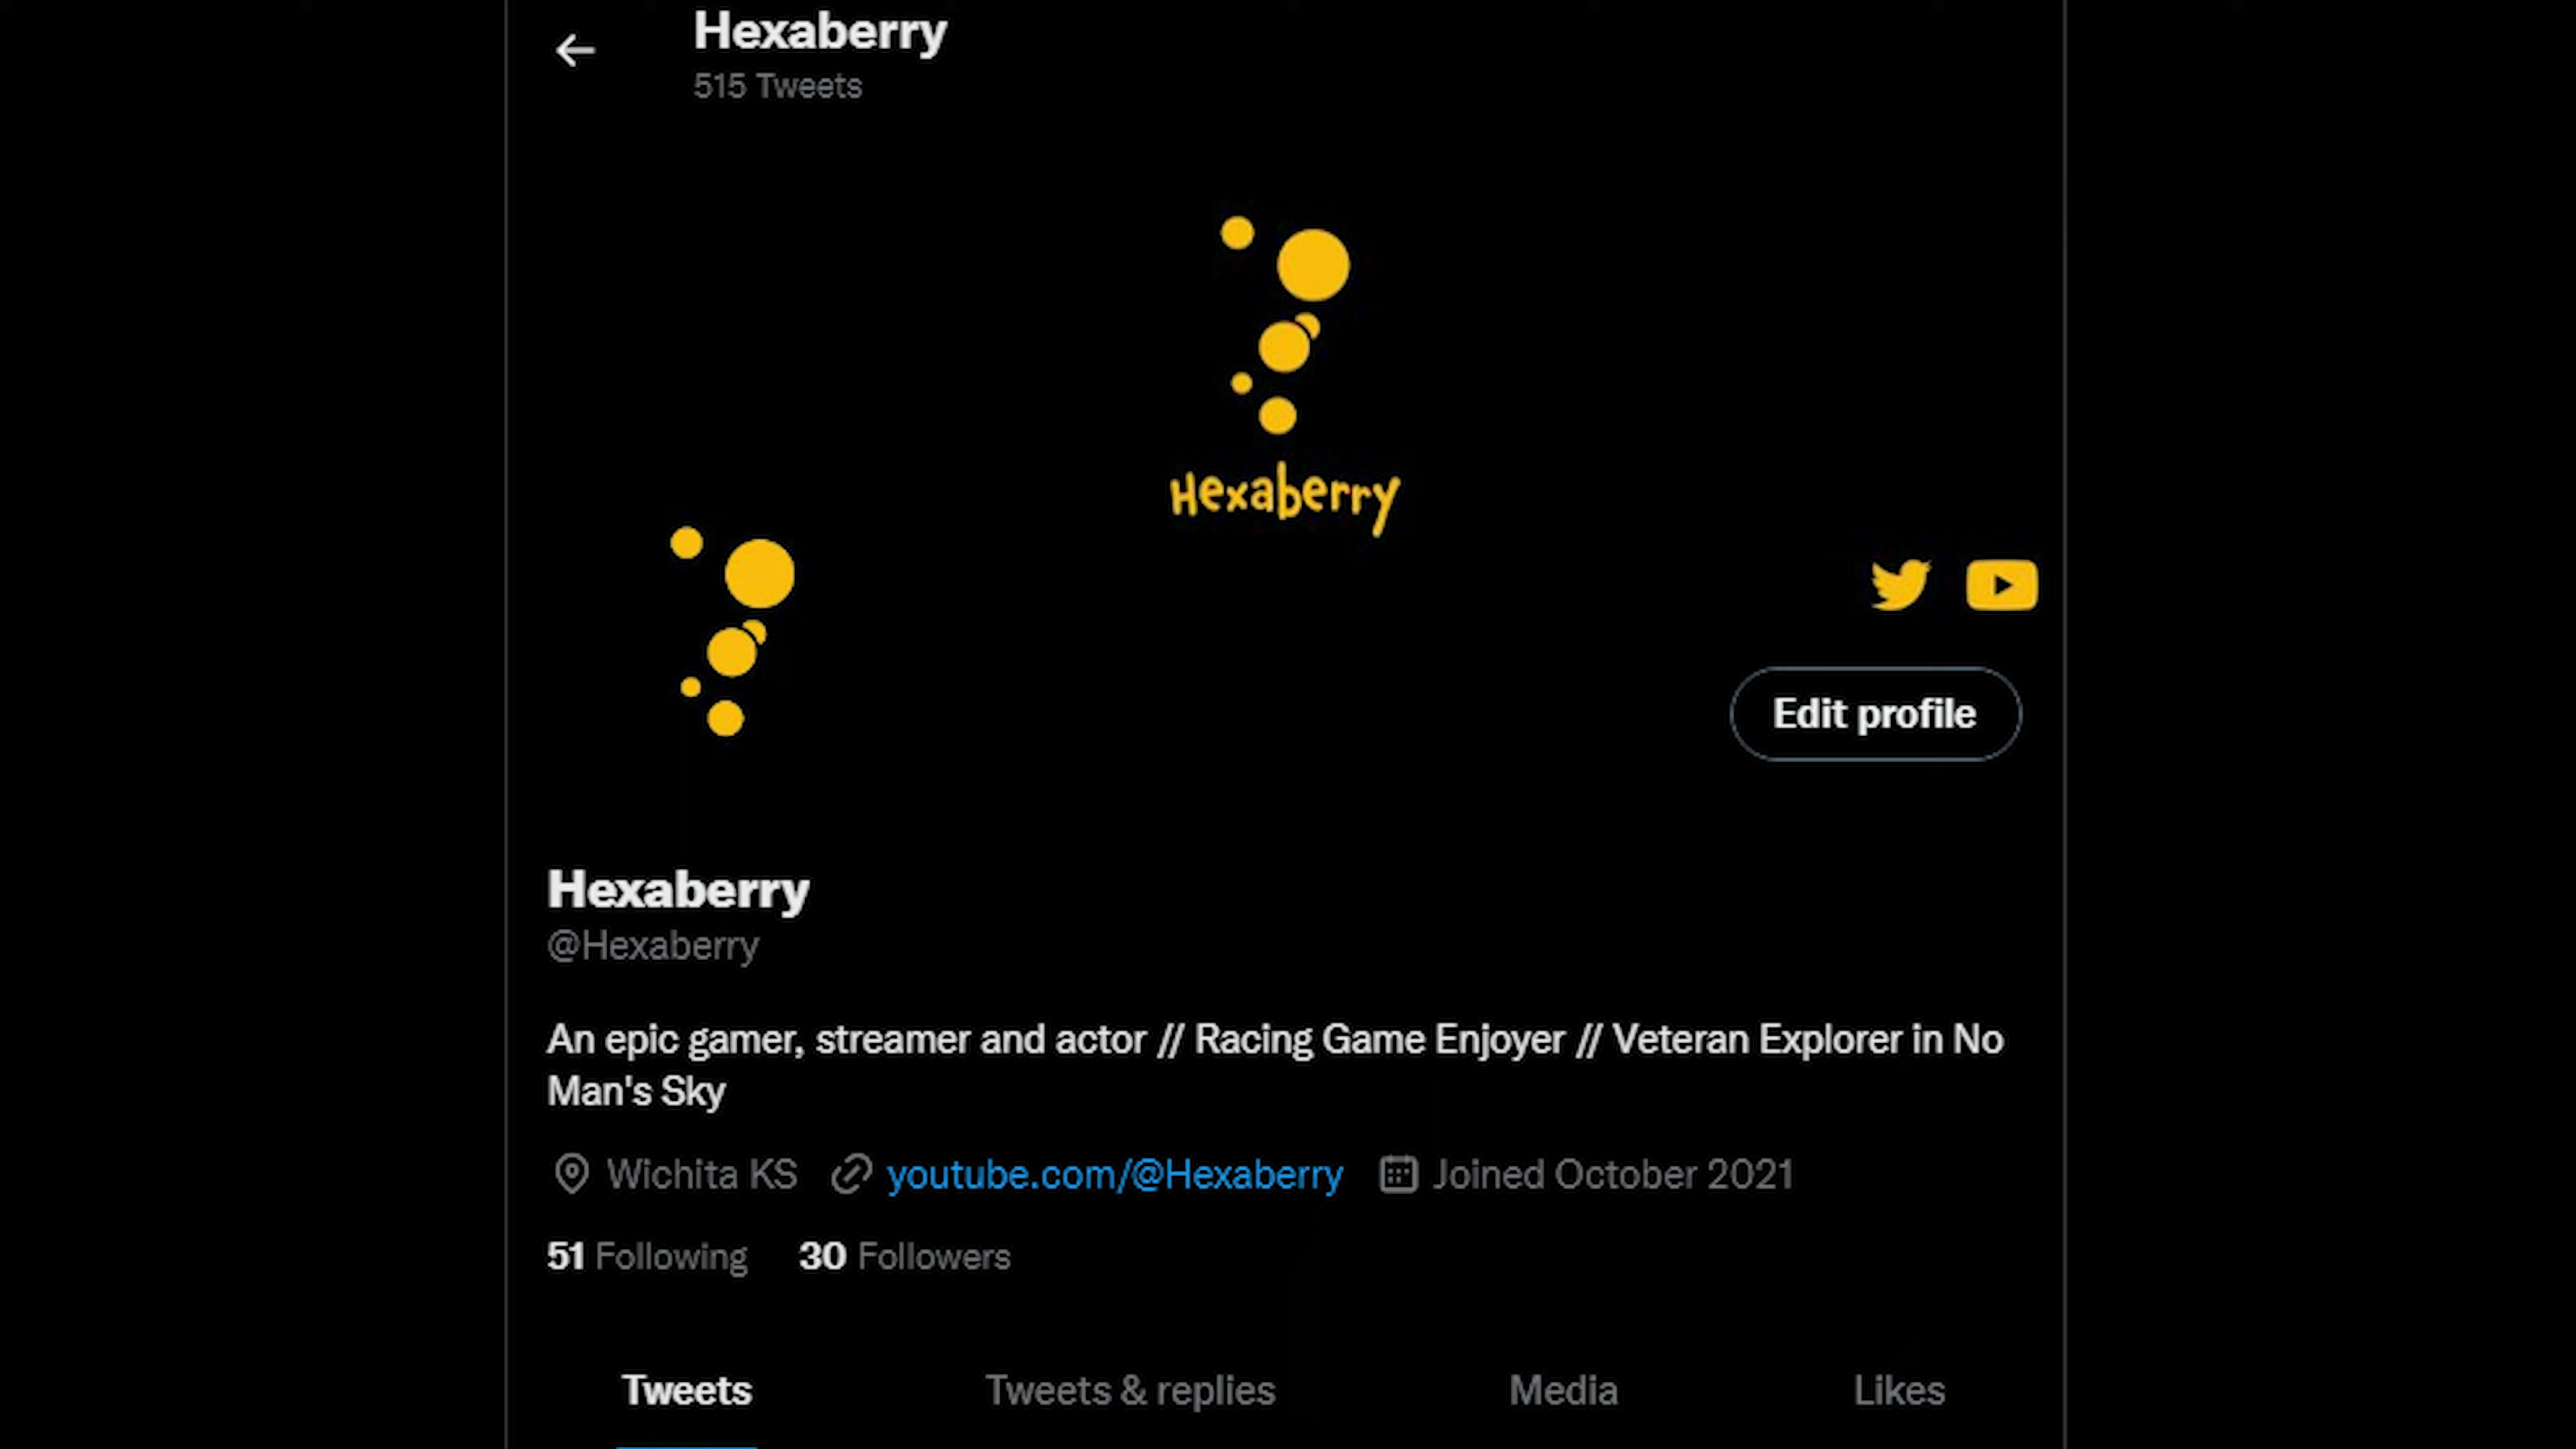 Hexaberry
515 Tweets
Hexaberry
Edit profile
Hexaberry
@Hexaberry
An epic gamer, streamer and actor // Racing Game Enjoyer // Veteran Explorer in No
Man's Sky
Wichita KS youtube.com/@Hexaberry Joined October 2021
51 Following 30 Followers
Tweets Tweets & replies Media Likes